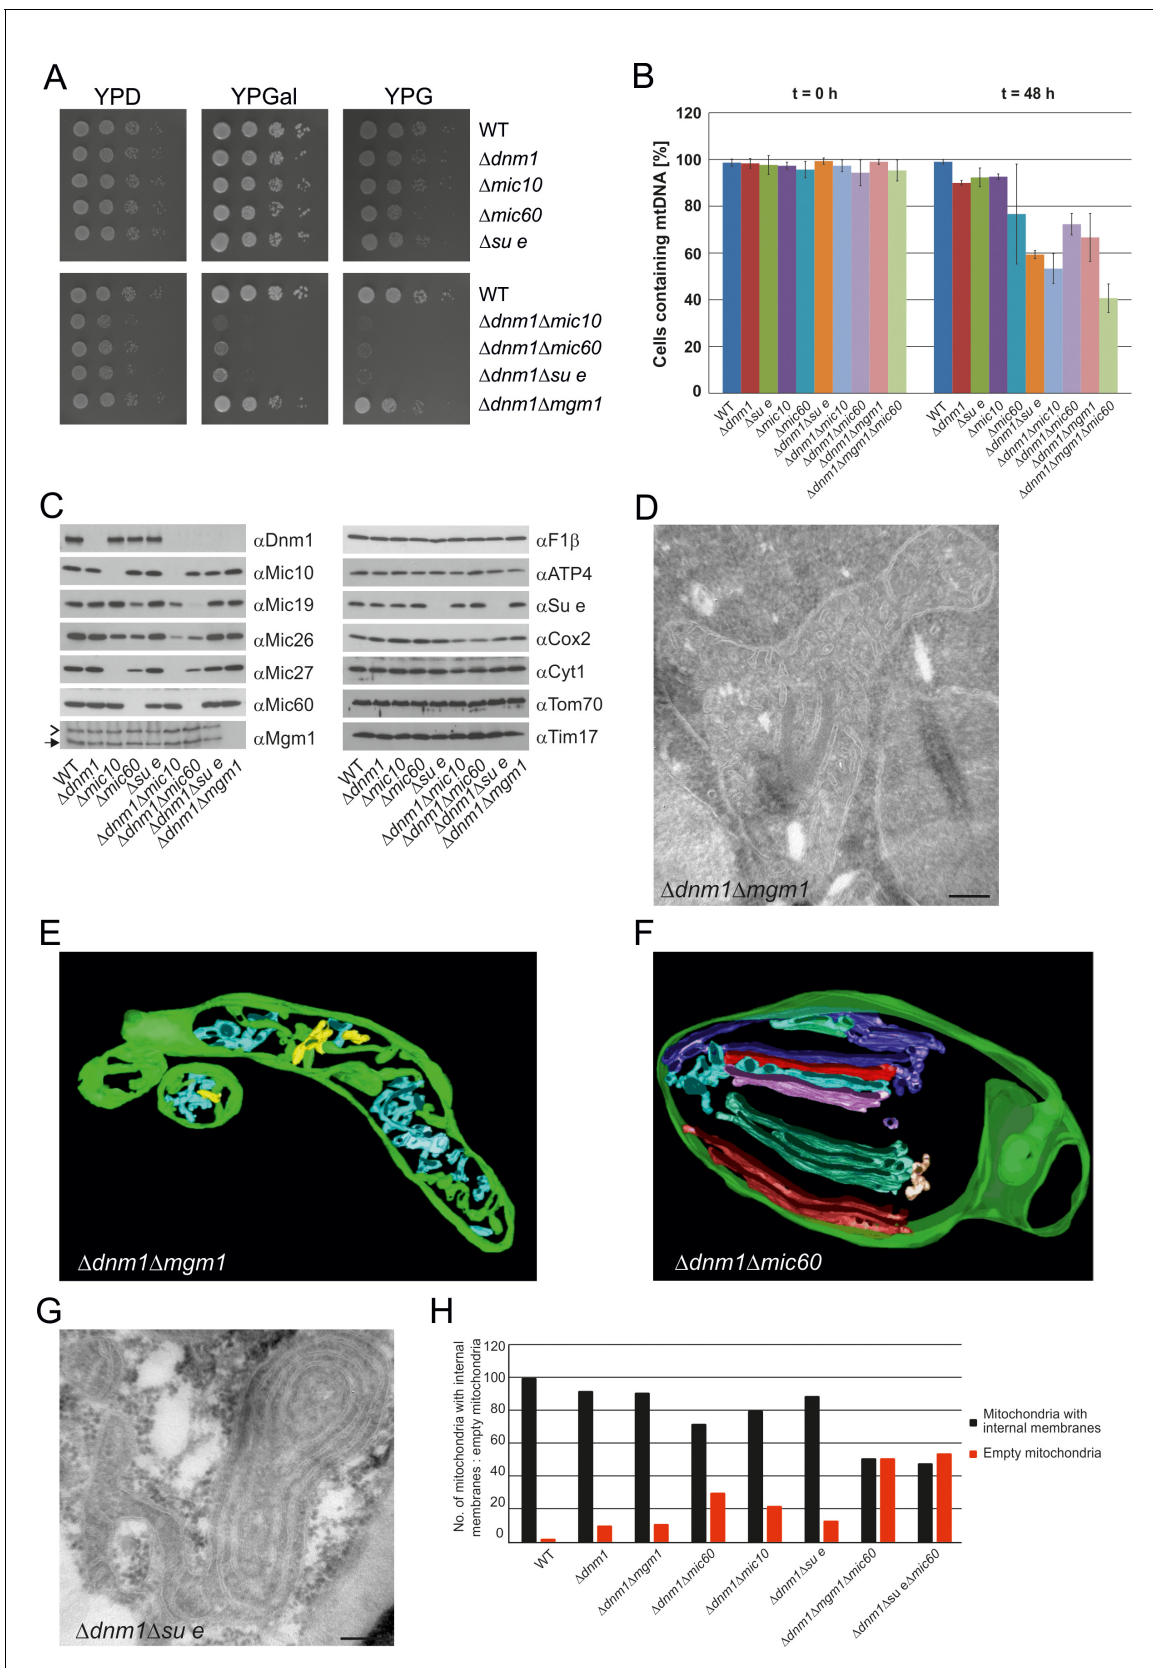 A
YPD
YPGal
YPG
WT
Δdnm1
Δmic10
Δmic60
Δsu e
WT
Δdnm1Δmic10
Δdnm1Δmic60
Δdnm1Δsu e
Δdnm1Δmgm1
B
t = 0 h
t = 48 h
Cells containing mtDNA [%]
120
100
80
60
40
20
0
WT
Δdnm1
Δsu e
Δmic10
Δmic60
Δdnm1Δsu e
Δdnm1Δmic10
Δdnm1Δmic60
Δdnm1Δmgm1
Δdnm1Δmgm1Δmic60
WT
Δdnm1
Δsu e
Δmic10
Δmic60
Δdnm1Δsu e
Δdnm1Δmic10
Δdnm1Δmic60
Δdnm1Δmgm1
Δdnm1Δmgm1Δmic60
C
αDnm1
αMic10
αMic19
αMic26
αMic27
αMic60
αMgm1
WT
Δdnm1
Δmic10
Δmic60
Δsu e
Δdnm1Δmic10
Δdnm1Δmic60
Δdnm1Δsu e
Δdnm1Δmgm1
αF1β
αATP4
αSu e
αCox2
αCyt1
αTom70
αTim17
WT
Δdnm1
Δmic10
Δmic60
Δsu e
Δdnm1Δmic10
Δdnm1Δmic60
Δdnm1Δsu e
Δdnm1Δmgm1
D
Δdnm1Δmgm1
E
Δdnm1Δmgm1
F
Δdnm1Δmic60
G
Δdnm1Δsu e
H
No. of mitochondria with internal
membranes : empty mitochondria
120
100
80
60
40
20
0
WT
Δdnm1
Δdnm1Δmgm1
Δdnm1Δmic60
Δdnm1Δmic10
Δdnm1Δsu e
Δdnm1Δmgm1Δmic60
Δdnm1Δsu eΔmic60
Mitochondria with
internal membranes
Empty mitochondria